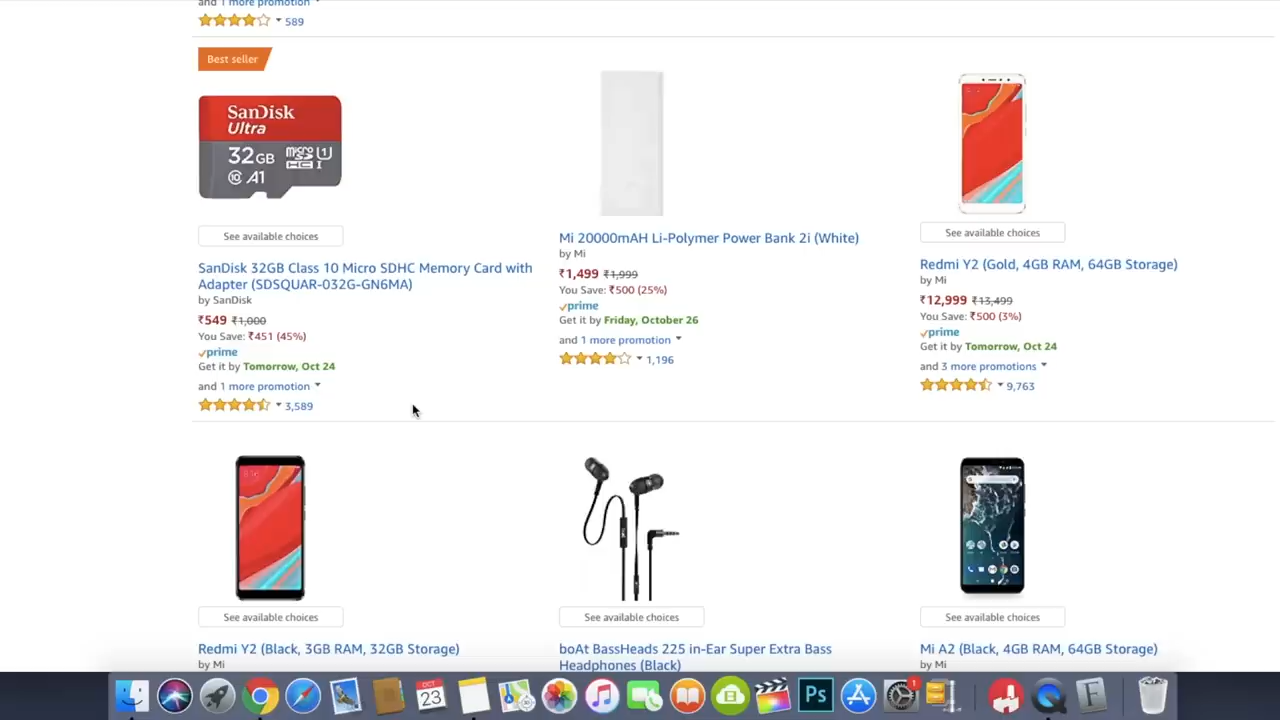 and 1 more promotion
589
Best seller
SanDisk
Ultra
32GB micro SDHC U1 I
10 A1
See available choices
SanDisk 32GB Class 10 Micro SDHC Memory Card with
Adapter (SDSQUAR-032G-GN6MA)
by SanDisk
₹549 ₹1,000
You Save: ₹451 (45%)
prime
Get it by Tomorrow, Oct 24
and 1 more promotion
3,589
Mi 20000mAH Li-Polymer Power Bank 2i (White)
by Mi
₹1,499 ₹1,999
You Save: ₹500 (25%)
prime
Get it by Friday, October 26
and 1 more promotion
1,196
See available choices
Redmi Y2 (Gold, 4GB RAM, 64GB Storage)
by Mi
₹12,999 ₹13,499
You Save: ₹500 (3%)
prime
Get it by Tomorrow, Oct 24
and 3 more promotions
9,763
See available choices
Redmi Y2 (Black, 3GB RAM, 32GB Storage)
by Mi
See available choices
boAt BassHeads 225 in-Ear Super Extra Bass
Headphones (Black)
See available choices
Mi A2 (Black, 4GB RAM, 64GB Storage)
by Mi
OCT
23
Ps
1
F